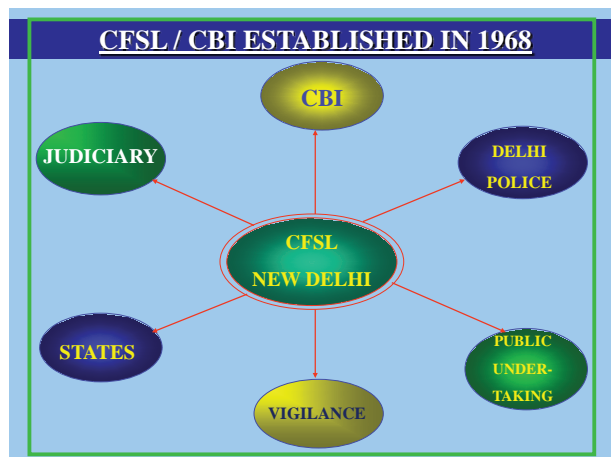 CFSL / CBI ESTABLISHED IN 1968
CBI
JUDICIARY
DELHI
POLICE
CFSL
NEW DELHI
STATES
PUBLIC
UNDER-
TAKING
VIGILANCE